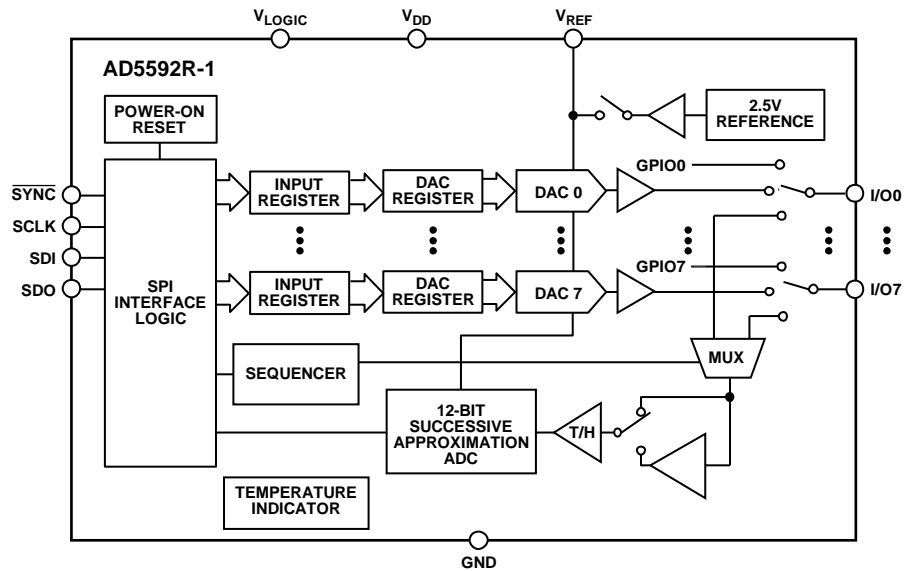 VLOGIC VDD VREF
AD5592R-1
POWER-ON
RESET
2.5V
REFERENCE
GPIO0
SYNC
SCLK
SDI
SDO
SPI
INTERFACE
LOGIC
INPUT
REGISTER
DAC
REGISTER
DAC 0
I/O0
INPUT
REGISTER
DAC
REGISTER
DAC 7
GPIO7
I/O7
SEQUENCER
MUX
12-BIT
SUCCESSIVE
APPROXIMATION
ADC
T/H
TEMPERATURE
INDICATOR
GND